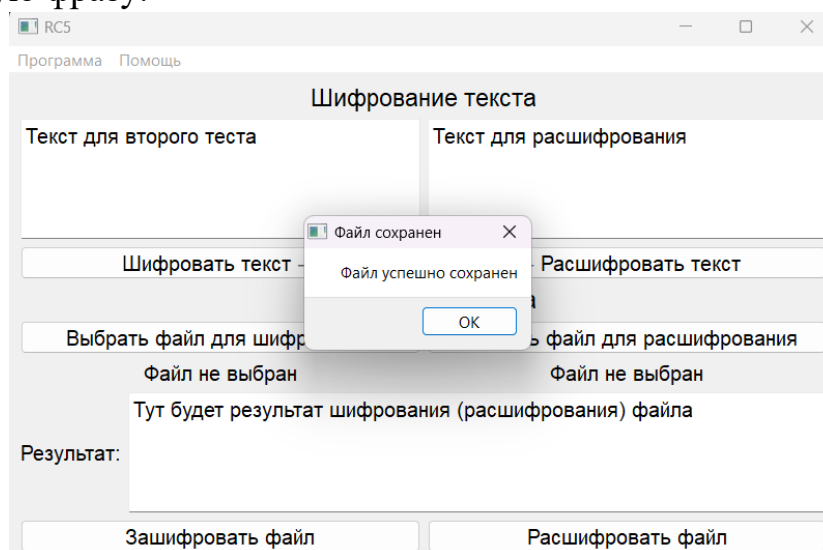 RC5
Программа Помощь
Шифрование текста
Текст для второго теста
Текст для расшифрования
Файл сохранен
Файл успешно сохранен
OK
Шифровать текст
Расшифровать текст
Выбрать файл для
файл для расшифрования
Файл не выбран
Файл не выбран
Результат:
Тут будет результат шифрования (расшифрования) файла
Зашифровать файл
Расшифровать файл